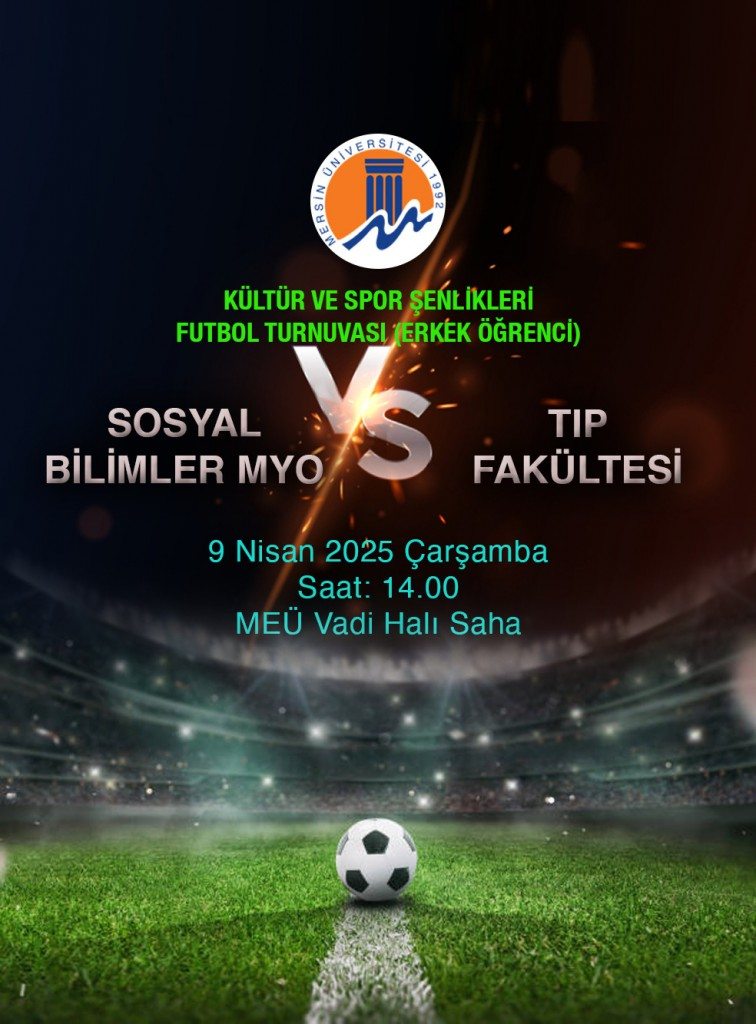 MERSİN ÜNİVERSİTESİ 1992
KÜLTÜR VE SPOR ŞENLİKLERİ
FUTBOL TURNUVASI (ERKEK ÖĞRENCİ)
VS
SOSYAL
BİLİMLER MYO
TIP
FAKÜLTESİ
9 Nisan 2025 Çarşamba
Saat: 14.00
MEÜ Vadi Halı Saha